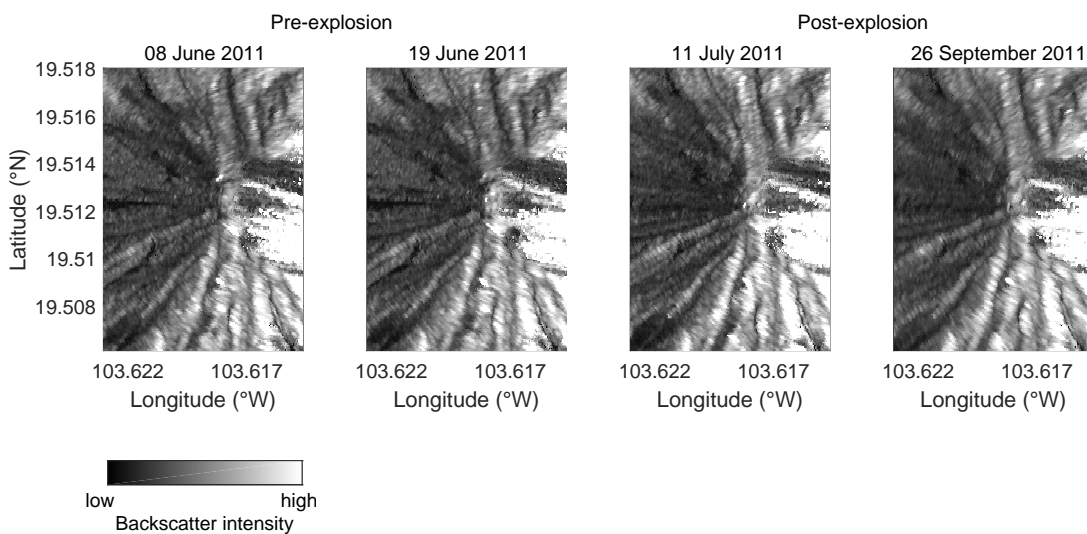 Pre-explosion Post-explosion
08 June 2011 19 June 2011 11 July 2011 26 September 2011
19.518
19.516
19.514
19.512
19.51
19.508
Latitude (°N)
103.622 103.617 103.622 103.617 103.622 103.617 103.622 103.617
Longitude (°W) Longitude (°W) Longitude (°W) Longitude (°W)
low high
Backscatter intensity